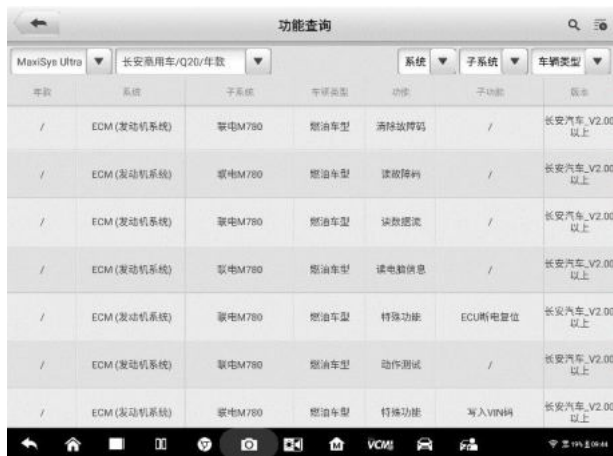 功能查询
MaxiSys Ultra 长安商用车/Q20/年款 系统 子系统 车辆类型
年款 系统 子系统 车辆类型 功能 子功能 版本
/ ECM (发动机系统) 联电M780 燃油车型 清除故障码 / 长安汽车_V2.00
以上
/ ECM (发动机系统) 联电M780 燃油车型 读故障码 / 长安汽车_V2.00
以上
/ ECM (发动机系统) 联电M780 燃油车型 读数据流 / 长安汽车_V2.00
以上
/ ECM (发动机系统) 联电M780 燃油车型 读电脑信息 / 长安汽车_V2.00
以上
/ ECM (发动机系统) 联电M780 燃油车型 特殊功能 ECU断电复位 长安汽车_V2.00
以上
/ ECM (发动机系统) 联电M780 燃油车型 动作测试 / 长安汽车_V2.00
以上
/ ECM (发动机系统) 联电M780 燃油车型 特殊功能 写入VIN码 长安汽车_V2.00
以上
VCMI 19% 09:44